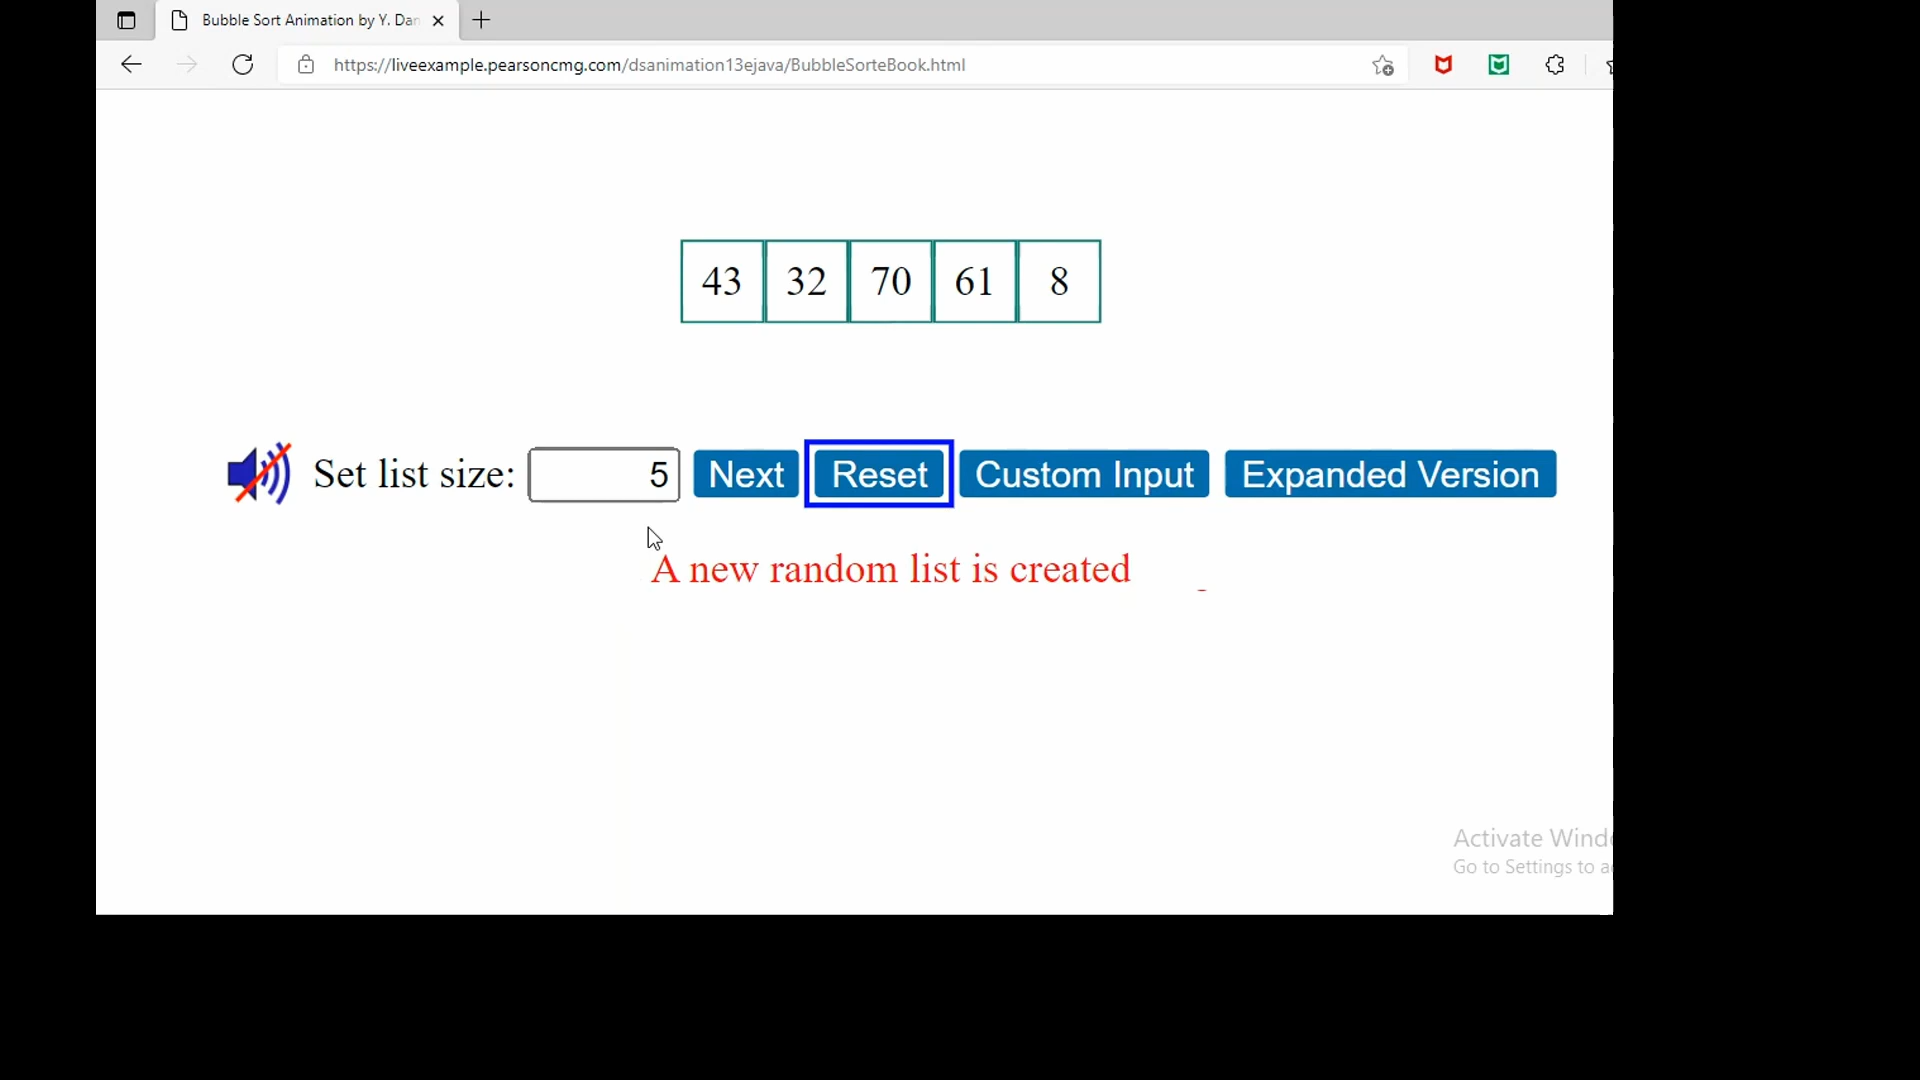 Bubble Sort Animation by Y. Dan
https://liveexample.pearsoncmg.com/dsanimation13ejava/BubbleSorteBook.html
43 32 70 61 8
Set list size: 5 Next Reset Custom Input Expanded Version
A new random list is created
Activate Windo
Go to Settings to a